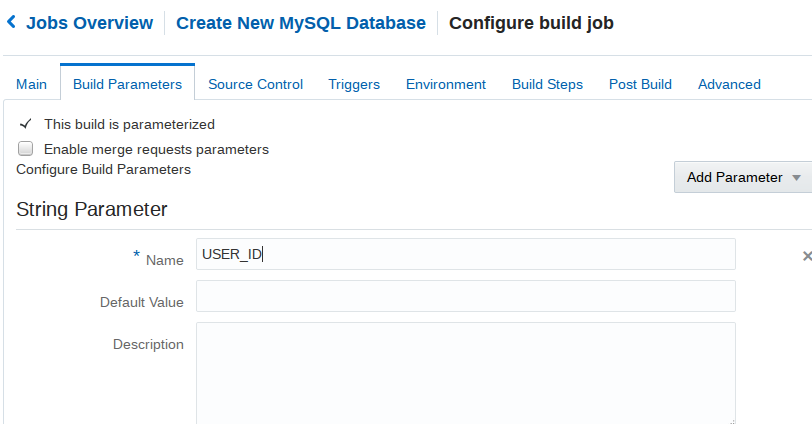 Jobs Overview Create New MySQL Database Configure build job
Main Build Parameters Source Control Triggers Environment Build Steps Post Build Advanced
This build is parameterized
Enable merge requests parameters
Configure Build Parameters
Add Parameter
String Parameter
* Name USER_ID
Default Value
Description